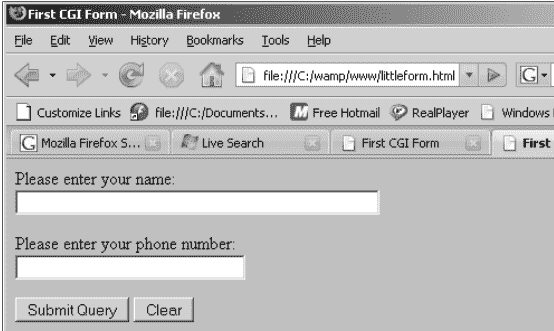 First CGI Form - Mozilla Firefox
File Edit View History Bookmarks Tools Help
file:///C:/wamp/www/littleform.html G
Customize Links file:///C:/Documents... Free Hotmail RealPlayer Windows
G Mozilla Firefox S... Live Search First CGI Form First
Please enter your name:
Please enter your phone number:
Submit Query Clear